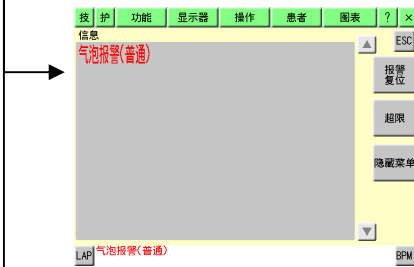 技 护 功能 显示器 操作 患者 图表 ? ×
信息
ESC
气泡报警(普通)
报警
复位
超限
隐藏菜单
LAP 气泡报警(普通) BPM